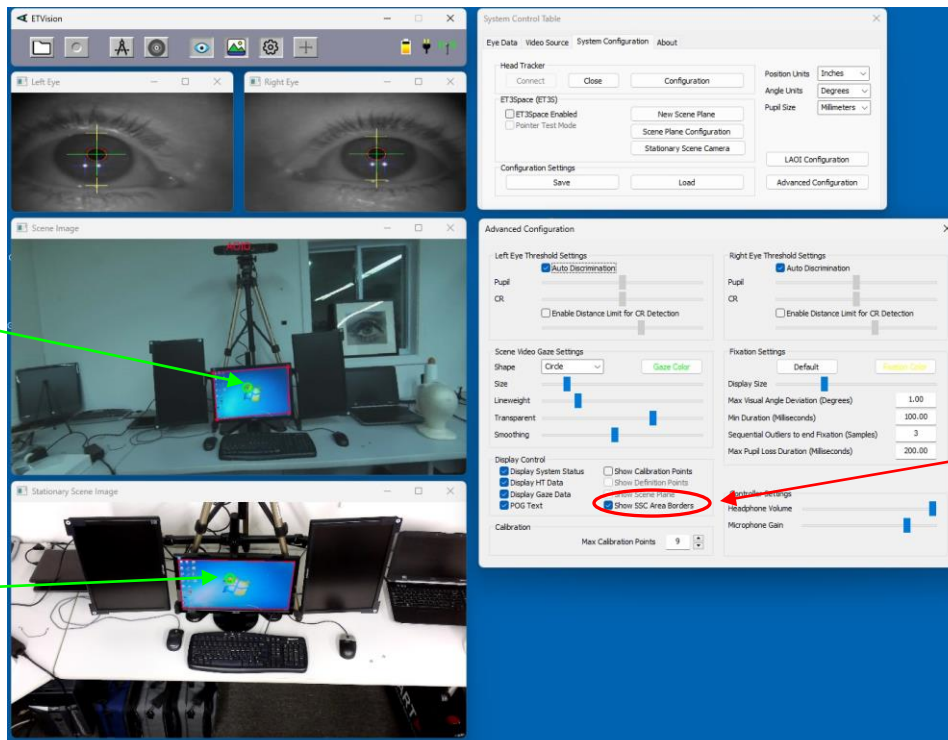 ETVision
Left Eye
Right Eye
Scene Image
Stationary Scene Image
System Control Table
Eye Data Video Source System Configuration About
Head Tracker
Connect Close Configuration
ET3Space (ET3S)
ET3Space Enabled New Scene Plane
Pointer Test Mode
Scene Plane Configuration
Stationary Scene Camera
Configuration Settings
Save Load
Position Units Inches
Angle Units Degrees
Pupil Size Millimeters
LAOI Configuration
Advanced Configuration
Advanced Configuration
Left Eye Threshold Settings
Auto Discrimination
Pupil
CR
Enable Distance Limit for CR Detection
Right Eye Threshold Settings
Auto Discrimination
Pupil
CR
Enable Distance Limit for CR Detection
Scene Video Gaze Settings
Shape Circle Gaze Color
Size
Lineweight
Transparent
Smoothing
Fixation Settings
Default Fixation Color
Display Size
Max Visual Angle Deviation (Degrees) 1.00
Min Duration (Milliseconds) 100.00
Sequential Outliers to end Fixation (Samples) 3
Max Pupil Loss Duration (Milliseconds) 200.00
Display Control
Display System Status Show Calibration Points
Display HT Data Show Definition Points
Display Gaze Data Show Scene Plane
POG Text Show SSC Area Borders
Calibration
Max Calibration Points 9
Controller Settings
Headphone Volume
Microphone Gain